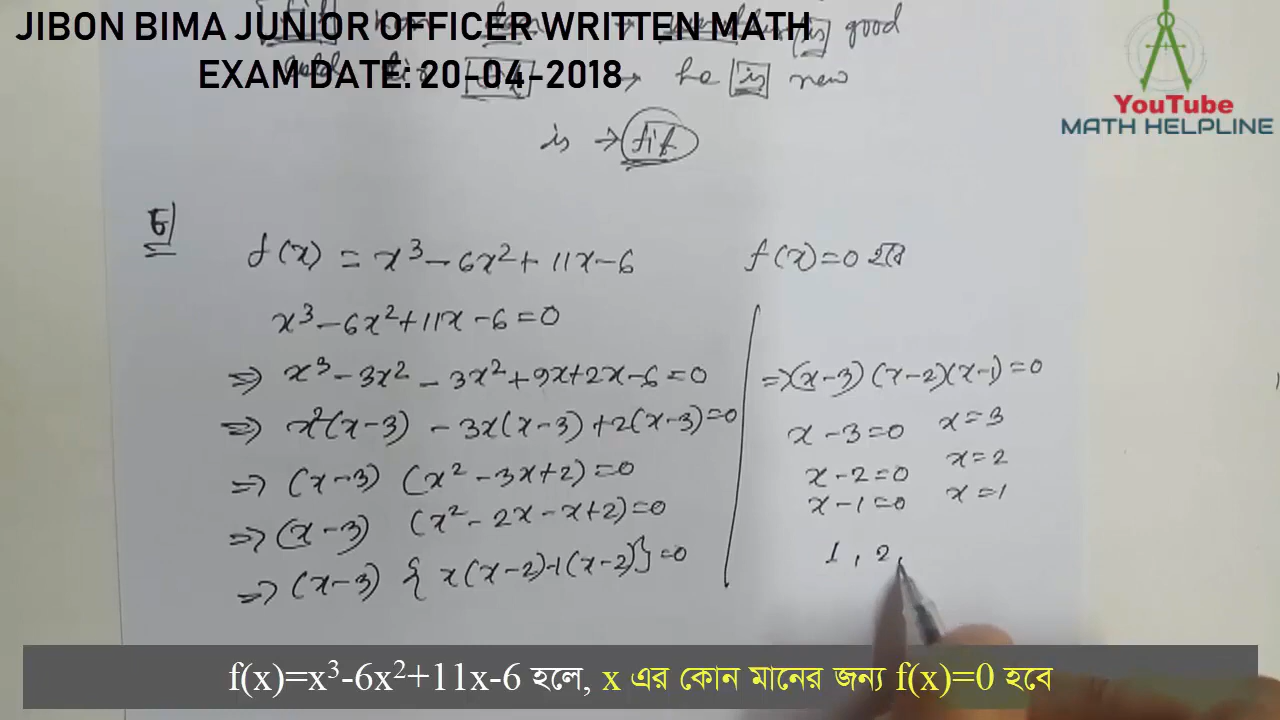 JIBON BIMA JUNIOR OFFICER WRITTEN MATH
EXAM DATE: 20-04-2018
YouTube
MATH HELPLINE
is good
→ he is new
is → tif
চ)
f(x) = x³-6x²+11x-6
f(x)=0 হবে
x³-6x²+11x-6=0
⇒ x³-3x²-3x²+9x+2x-6=0
⇒ x²(x-3) -3x(x-3)+2(x-3)=0
⇒ (x-3) (x²-3x+2)=0
⇒ (x-3) (x²-2x-x+2)=0
⇒ (x-3) {x(x-2)-1(x-2)}=0
⇒(x-3)(x-2)(x-1)=0
x-3=0 x=3
x-2=0 x=2
x-1=0 x=1
1, 2,
f(x)=x³-6x²+11x-6 হলে, x এর কোন মানের জন্য f(x)=0 হবে